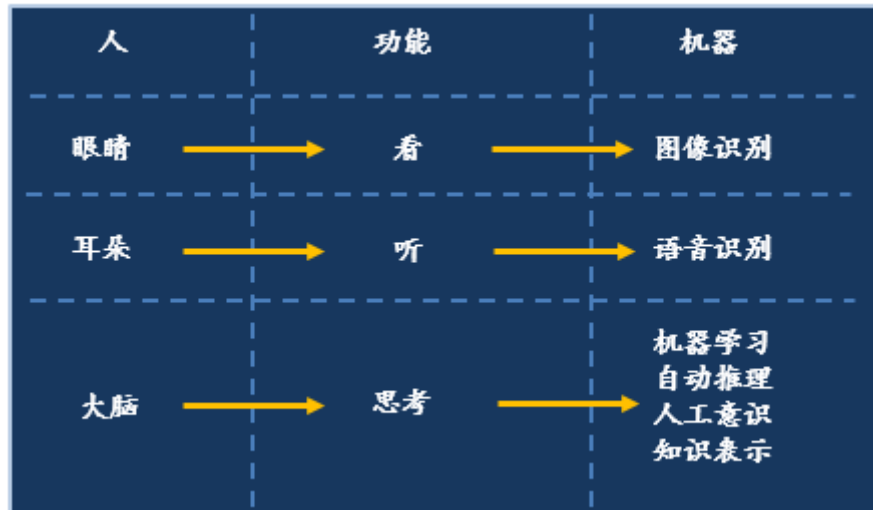 人 功能 机器
眼睛 看 图像识别
耳朵 听 语音识别
大脑 思考 机器学习
自动推理
人工意识
知识表示